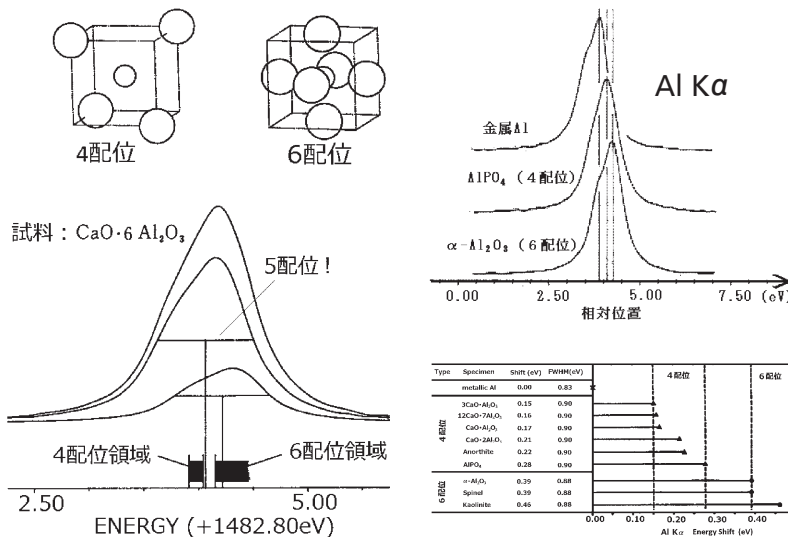 4配位
6配位
試料：CaO・6 Al₂O₃
5配位！
4配位領域
6配位領域
2.50
5.00
ENERGY (+1482.80eV)
Al Kα
金属Al
AlPO₄ (4配位)
α-Al₂O₃ (6配位)
0.00 2.50 5.00 7.50 (eV)
相対位置
Type Specimen Shift (eV) FWHM(eV)
4配位 6配位
metallic Al 0.00 0.83
4配位
3CaO・Al₂O₃ 0.15 0.90
12CaO・7Al₂O₃ 0.16 0.90
CaO・Al₂O₃ 0.17 0.90
CaO・2Al₂O₃ 0.21 0.90
Anorthite 0.22 0.90
AlPO₄ 0.28 0.90
6配位
α-Al₂O₃ 0.39 0.88
Spinel 0.39 0.88
Kaolinite 0.46 0.88
0.00 0.10 0.20 0.30 0.40
Al Kα Energy Shift (eV)